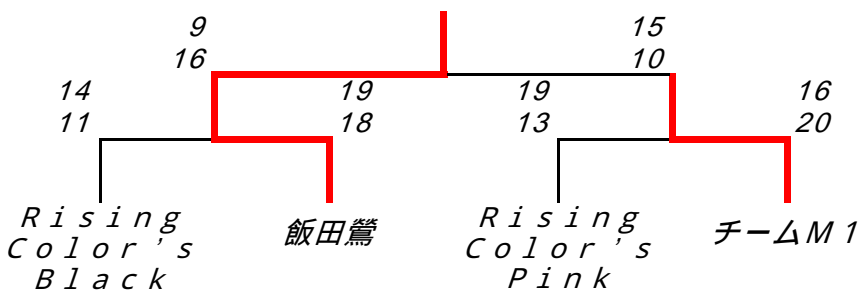 9 15
16 10
14 19 19 16
11 18 13 20
Rising Color's Black
飯田鶯
Rising Color's Pink
チームM1